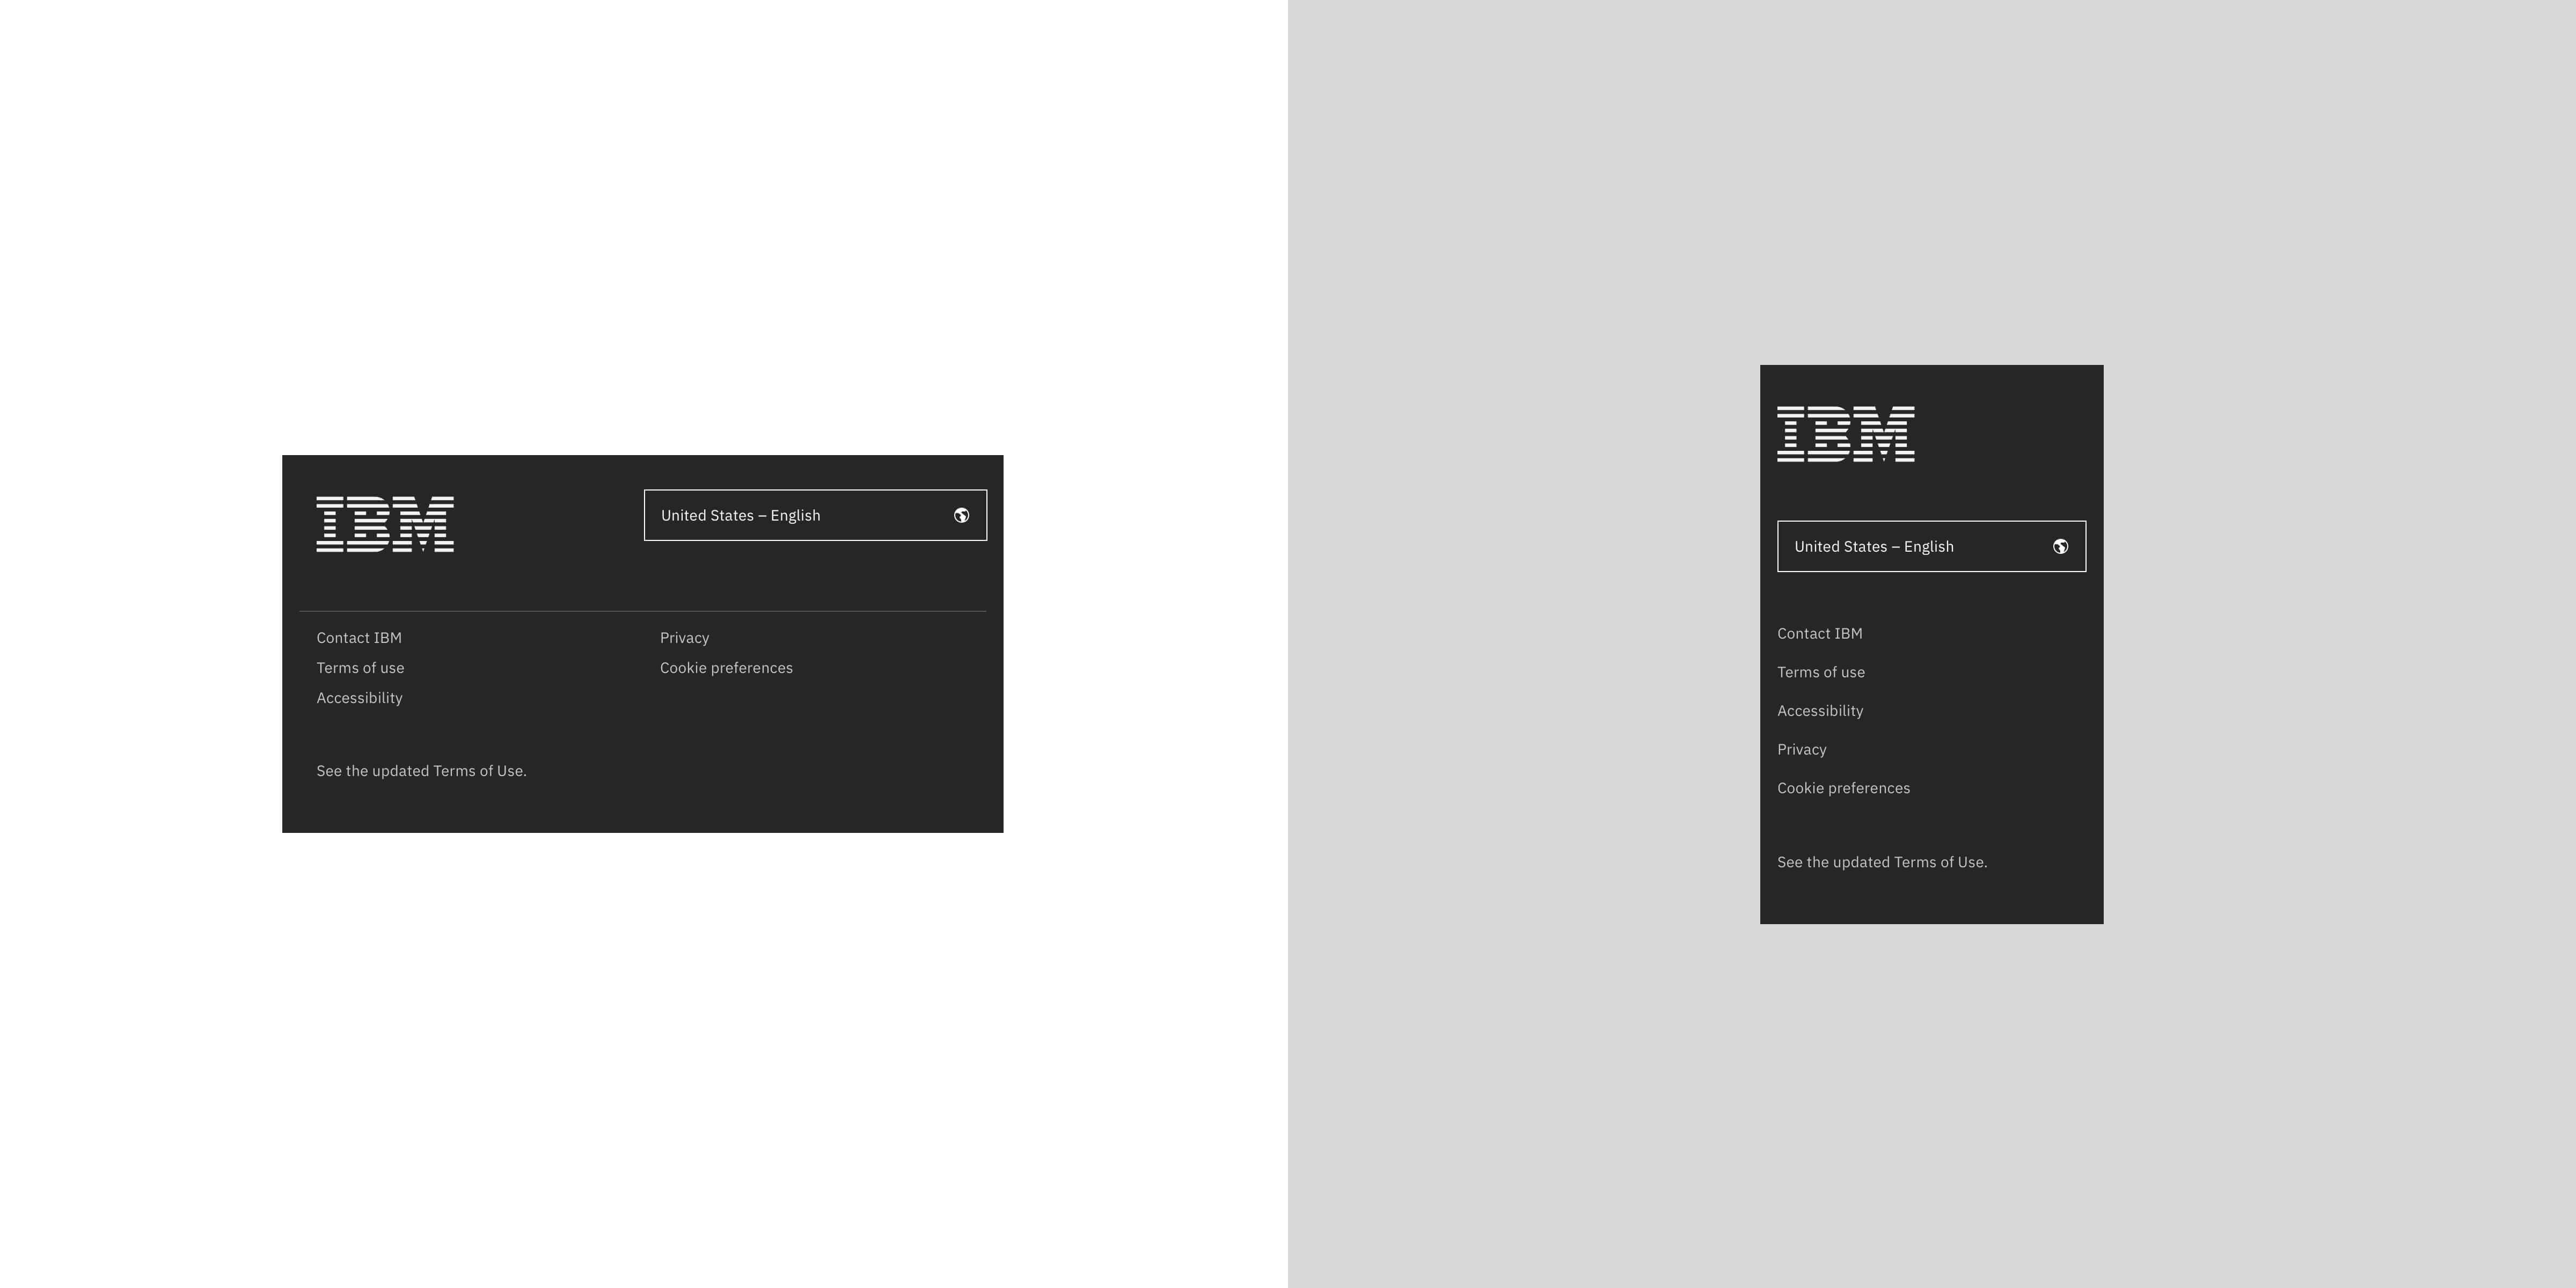 IBM
United States – English
Contact IBM
Terms of use
Accessibility
Privacy
Cookie preferences
See the updated Terms of Use.
IBM
United States – English
Contact IBM
Terms of use
Accessibility
Privacy
Cookie preferences
See the updated Terms of Use.